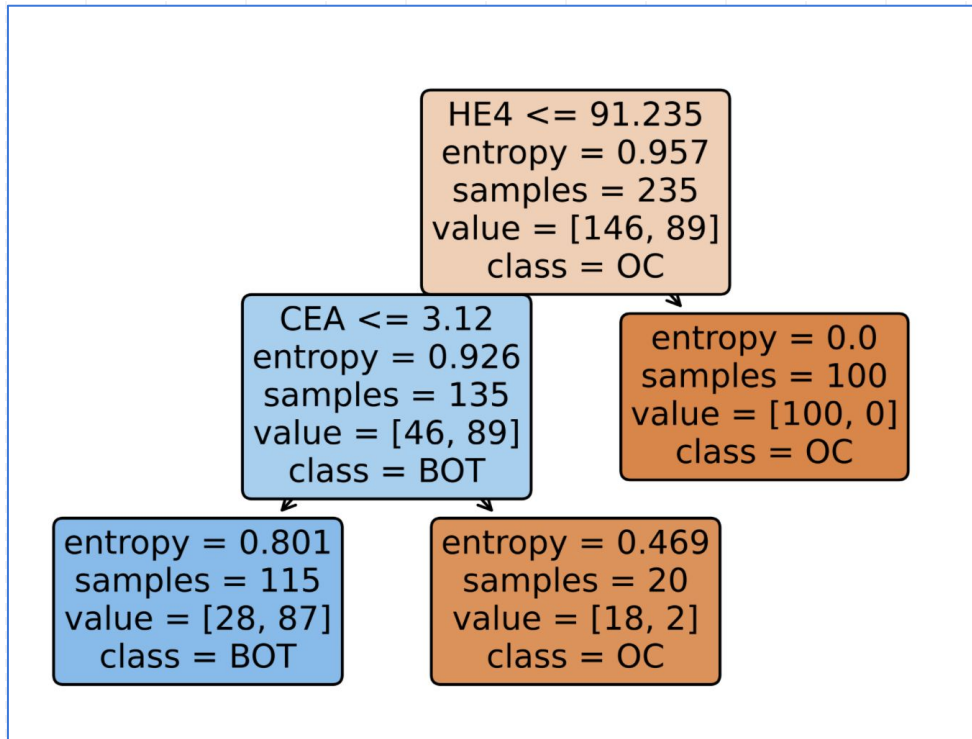 HE4 <= 91.235
entropy = 0.957
samples = 235
value = [146, 89]
class = OC
CEA <= 3.12
entropy = 0.926
samples = 135
value = [46, 89]
class = BOT
entropy = 0.0
samples = 100
value = [100, 0]
class = OC
entropy = 0.801
samples = 115
value = [28, 87]
class = BOT
entropy = 0.469
samples = 20
value = [18, 2]
class = OC